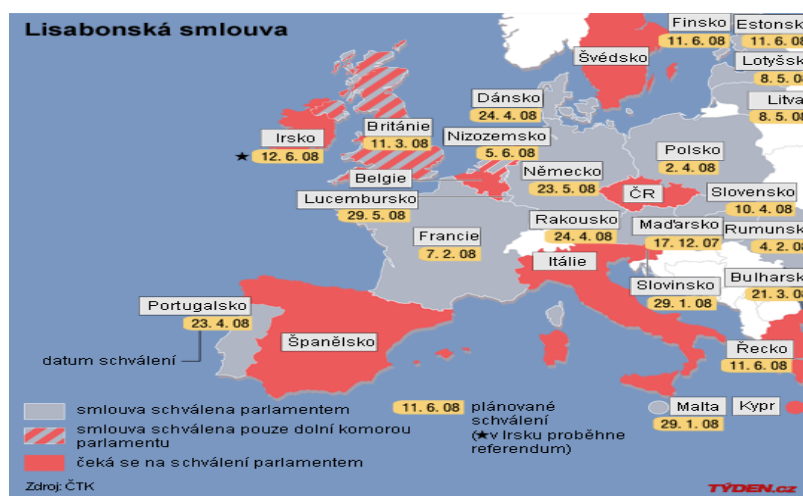 Lisabonská smlouva
Finsko
11. 6. 08
Estonsk
11. 6. 08
Švédsko
Lotyšsk
8. 5. 08
Litva
8. 5. 08
Dánsko
24. 4. 08
Irsko
★ 12. 6. 08
Británie
11. 3. 08
Nizozemsko
5. 6. 08
Polsko
2. 4. 08
Belgie
Německo
23. 5. 08
ČR
Lucembursko
29. 5. 08
Slovensko
10. 4. 08
Francie
7. 2. 08
Rakousko
24. 4. 08
Maďarsko
17. 12. 07
Rumunsk
4. 2. 08
Itálie
Slovinsko
29. 1. 08
Bulharsk
21. 3. 08
Portugalsko
23. 4. 08
Španělsko
Řecko
11. 6. 08
datum schválení
smlouva schválena parlamentem
smlouva schválena pouze dolní komorou
parlamentu
čeká se na schválení parlamentem
11. 6. 08
plánované
schválení
(★v Irsku proběhne
referendum)
Malta
29. 1. 08
Kypr
Zdroj: ČTK
TÝDEN.cz